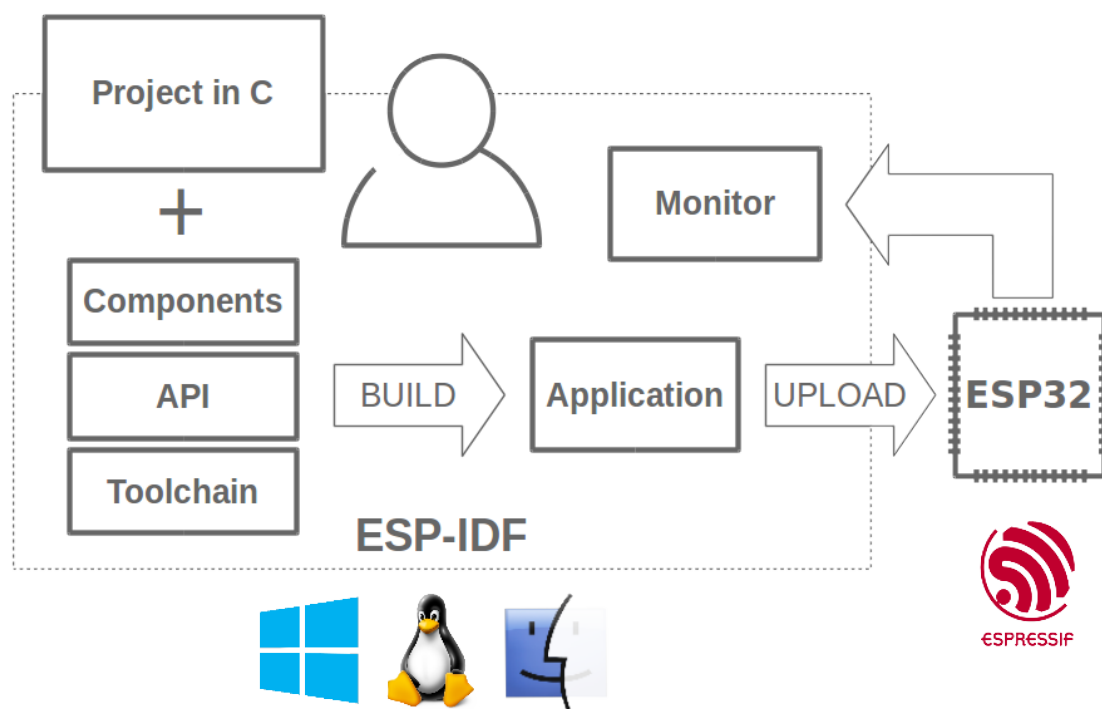 Project in C
+
Components
API
Toolchain
BUILD
Application
UPLOAD
Monitor
ESP32
ESP-IDF
ESPRESSIF